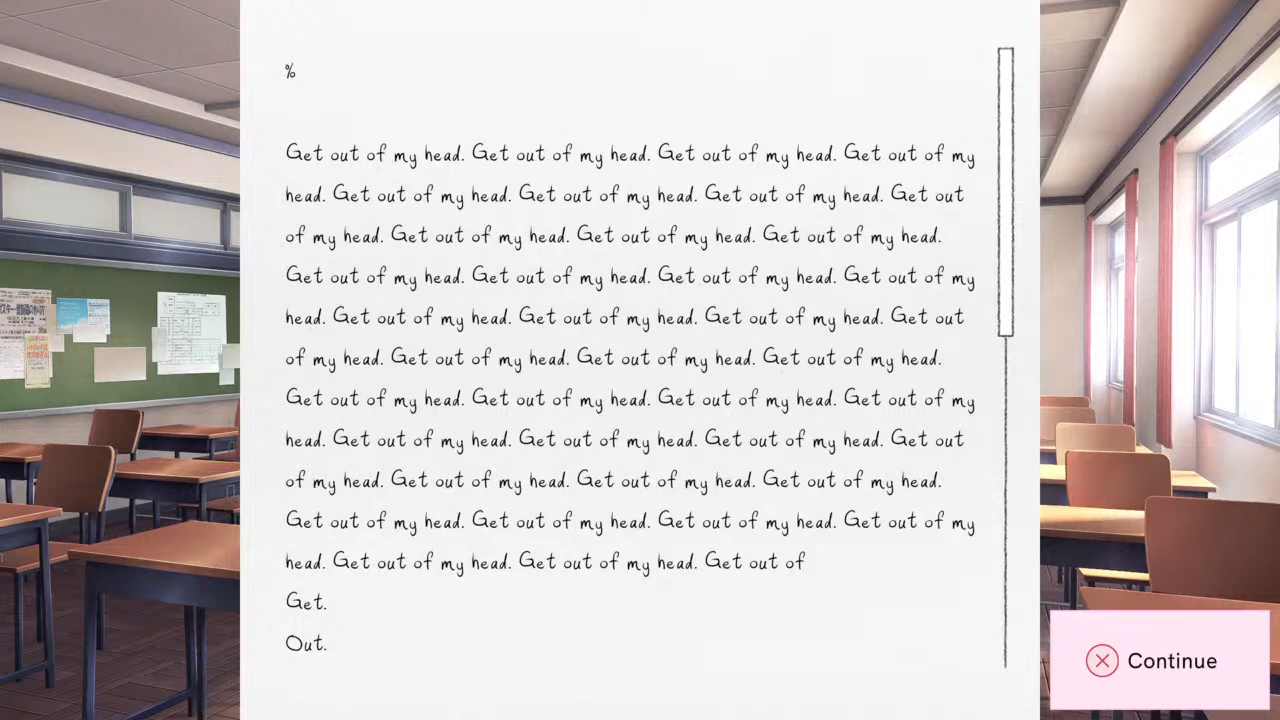 %
Get out of my head. Get out of my head. Get out of my head. Get out of my
head. Get out of my head. Get out of my head. Get out of my head. Get out
of my head. Get out of my head. Get out of my head. Get out of my head.
Get out of my head. Get out of my head. Get out of my head. Get out of my
head. Get out of my head. Get out of my head. Get out of my head. Get out
of my head. Get out of my head. Get out of my head. Get out of my head.
Get out of my head. Get out of my head. Get out of my head. Get out of my
head. Get out of my head. Get out of my head. Get out of my head. Get out
of my head. Get out of my head. Get out of my head. Get out of my head.
Get out of my head. Get out of my head. Get out of my head. Get out of my
head. Get out of my head. Get out of my head. Get out of
Get.
Out.
Continue